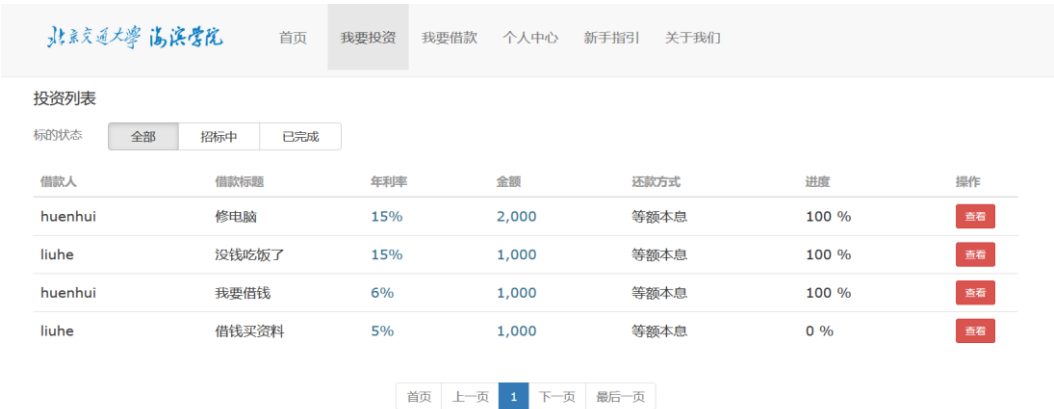 北京交通大学 海滨学院 首页 我要投资 我要借款 个人中心 新手指引 关于我们
投资列表
标的状态 全部 招标中 已完成
借款人 借款标题 年利率 金额 还款方式 进度 操作
huenhui 修电脑 15% 2,000 等额本息 100 % 查看
liuhe 没钱吃饭了 15% 1,000 等额本息 100 % 查看
huenhui 我要借钱 6% 1,000 等额本息 100 % 查看
liuhe 借钱买资料 5% 1,000 等额本息 0 % 查看
首页 上一页 1 下一页 最后一页